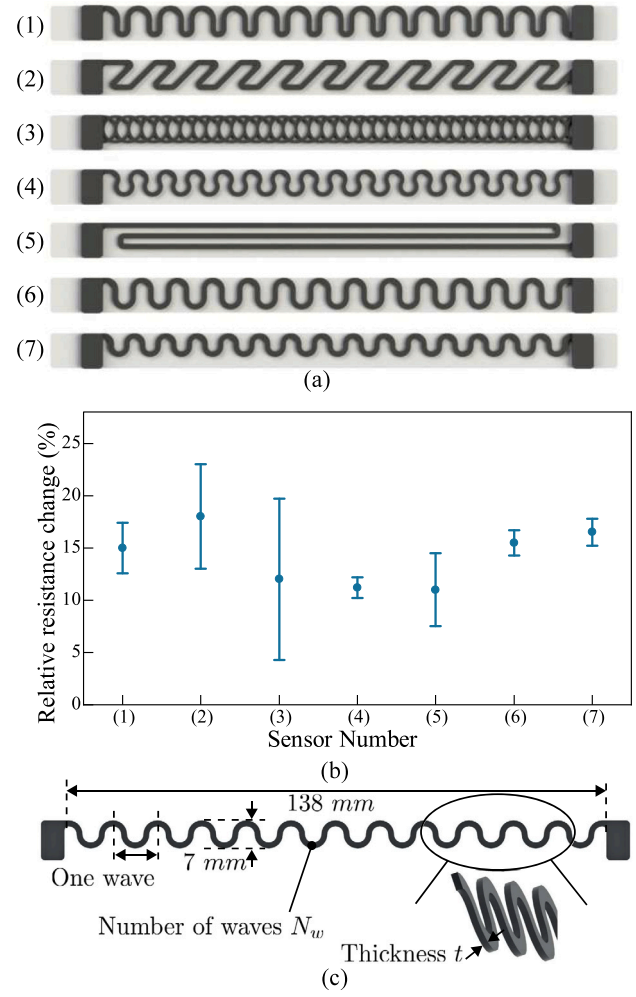 (1)
(2)
(3)
(4)
(5)
(6)
(7)
(a)
Relative resistance change (%)
25
20
15
10
5
0
(1) (2) (3) (4) (5) (6) (7)
Sensor Number
(b)
138 mm
7 mm
One wave
Number of waves N_w
Thickness t
(c)